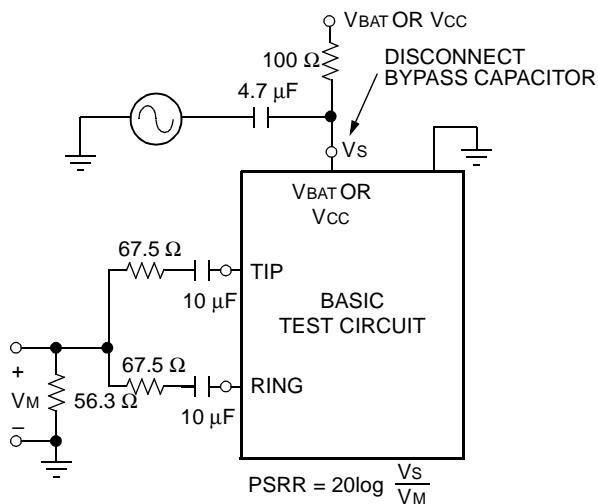 VBAT OR VCC
100 Ω
DISCONNECT
BYPASS CAPACITOR
4.7 µF
VS
VBAT OR
VCC
67.5 Ω
TIP
10 µF
BASIC
TEST CIRCUIT
67.5 Ω
RING
+
VM
56.3 Ω
10 µF
–
PSRR = 20log VS
VM